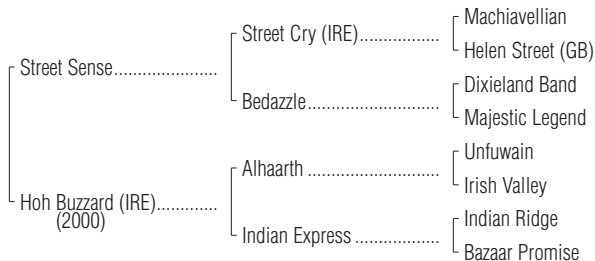 Machiavellian
Street Cry (IRE)..................
Helen Street (GB)
Street Sense.......................
Dixieland Band
Bedazzle.............................
Majestic Legend
Unfuwain
Alhaarth .............................
Irish Valley
Hoh Buzzard (IRE).............
(2000)
Indian Ridge
Indian Express ...................
Bazaar Promise